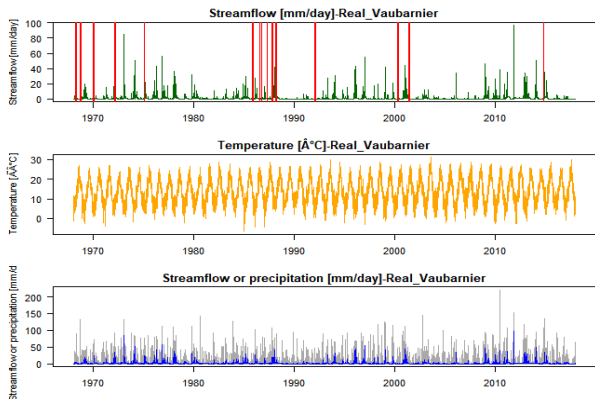 Streamflow [mm/day]-Real_Vaubarnier
Streamflow [mm/day]
100
80
60
40
20
0
1970 1980 1990 2000 2010
Temperature [Â°C]-Real_Vaubarnier
Temperature [ÂÂ°C]
30
20
10
0
1970 1980 1990 2000 2010
Streamflow or precipitation [mm/day]-Real_Vaubarnier
Streamflow or precipitation [mm/d
200
150
100
50
0
1970 1980 1990 2000 2010